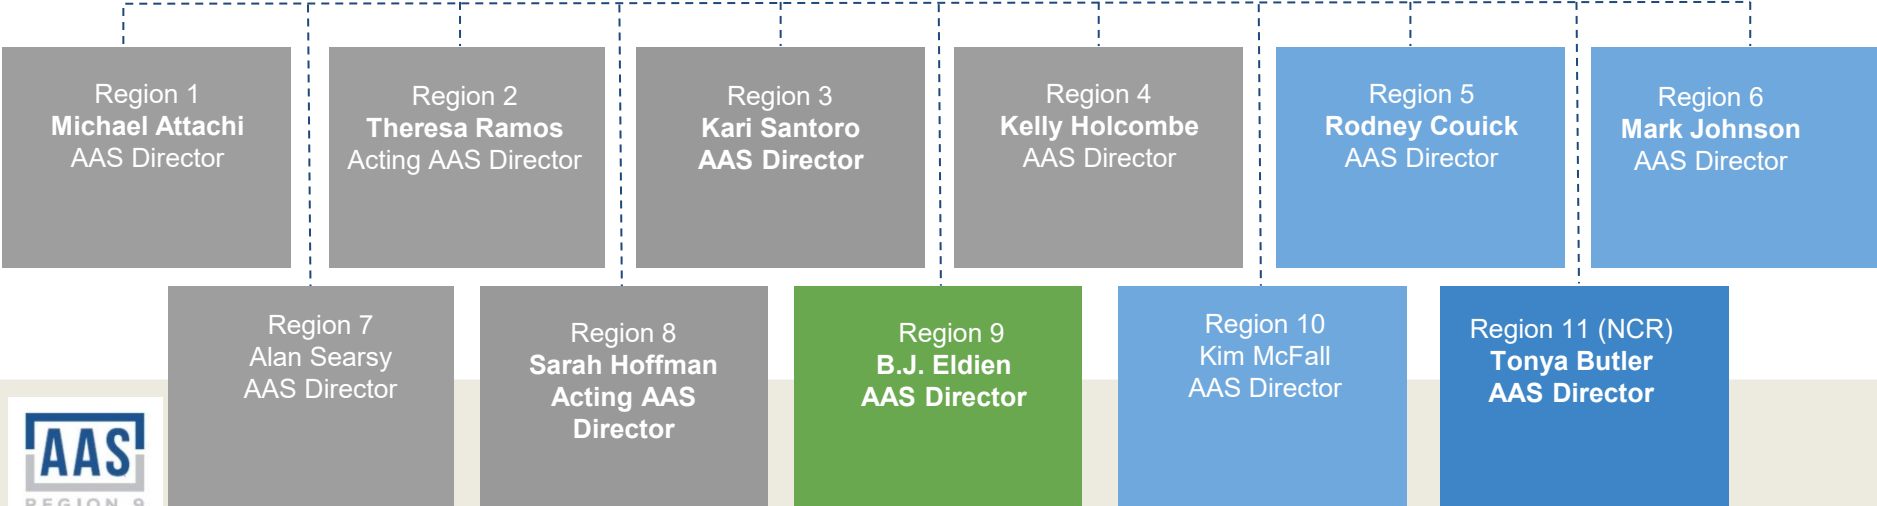 Region 1
Michael Attachi
AAS Director
Region 2
Theresa Ramos
Acting AAS Director
Region 3
Kari Santoro
AAS Director
Region 4
Kelly Holcombe
AAS Director
Region 5
Rodney Couick
AAS Director
Region 6
Mark Johnson
AAS Director
Region 7
Alan Searsy
AAS Director
Region 8
Sarah Hoffman
Acting AAS
Director
Region 9
B.J. Eldien
AAS Director
Region 10
Kim McFall
AAS Director
Region 11 (NCR)
Tonya Butler
AAS Director
AAS
REGION 9